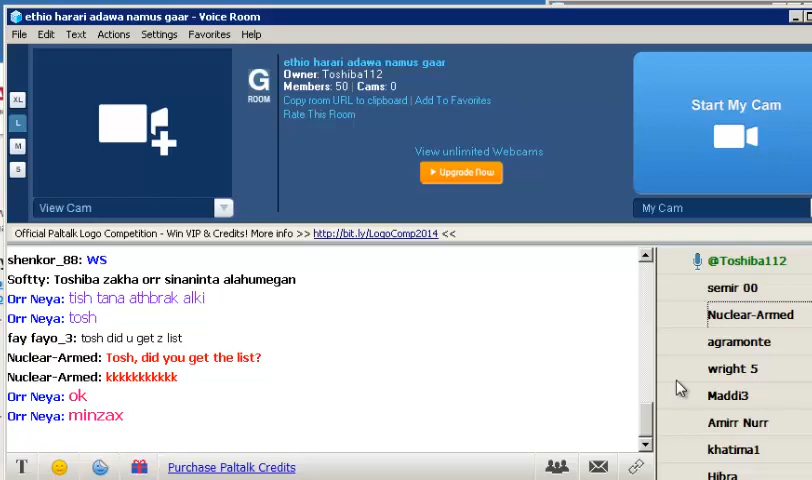 ethio harari adawa namus gaar - Voice Room
File Edit Text Actions Settings Favorites Help
XL
L
M
S
View Cam
G
ROOM
ethio harari adawa namus gaar
Owner: Toshiba112
Members: 50 | Cams: 0
Copy room URL to clipboard | Add To Favorites
Rate This Room
View unlimited Webcams
Upgrade Now
Start My Cam
My Cam
Official Paltalk Logo Competition - Win VIP & Credits! More info >> http://bit.ly/LogoComp2014 <<
shenkor_88: WS
Softty: Toshiba zakha orr sinaninta alahumegan
Orr Neya: tish tana athbrak alki
Orr Neya: tosh
fay fayo_3: tosh did u get z list
Nuclear-Armed: Tosh, did you get the list?
Nuclear-Armed: kkkkkkkkkkk
Orr Neya: ok
Orr Neya: minzax
@Toshiba112
semir 00
Nuclear-Armed
agramonte
wright 5
Maddi3
Amirr Nurr
khatima1
Hibra
T
Purchase Paltalk Credits